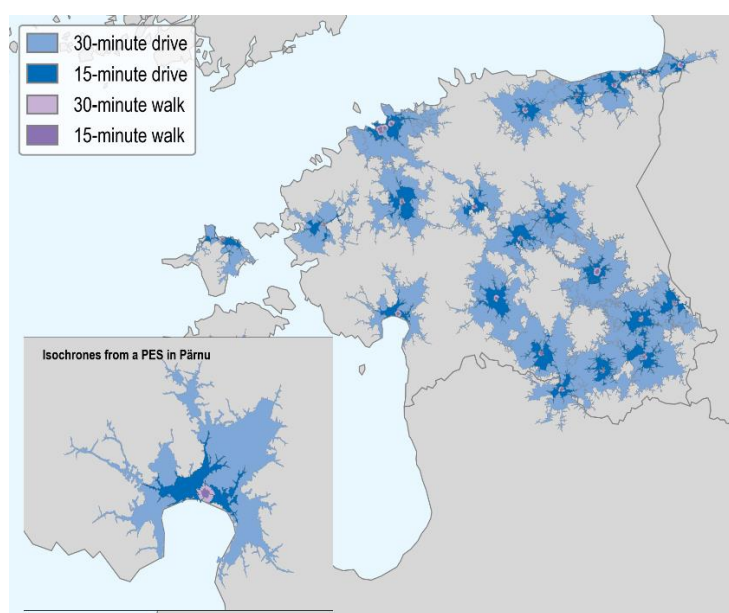 30-minute drive
15-minute drive
30-minute walk
15-minute walk
Isochrones from a PES in Pärnu